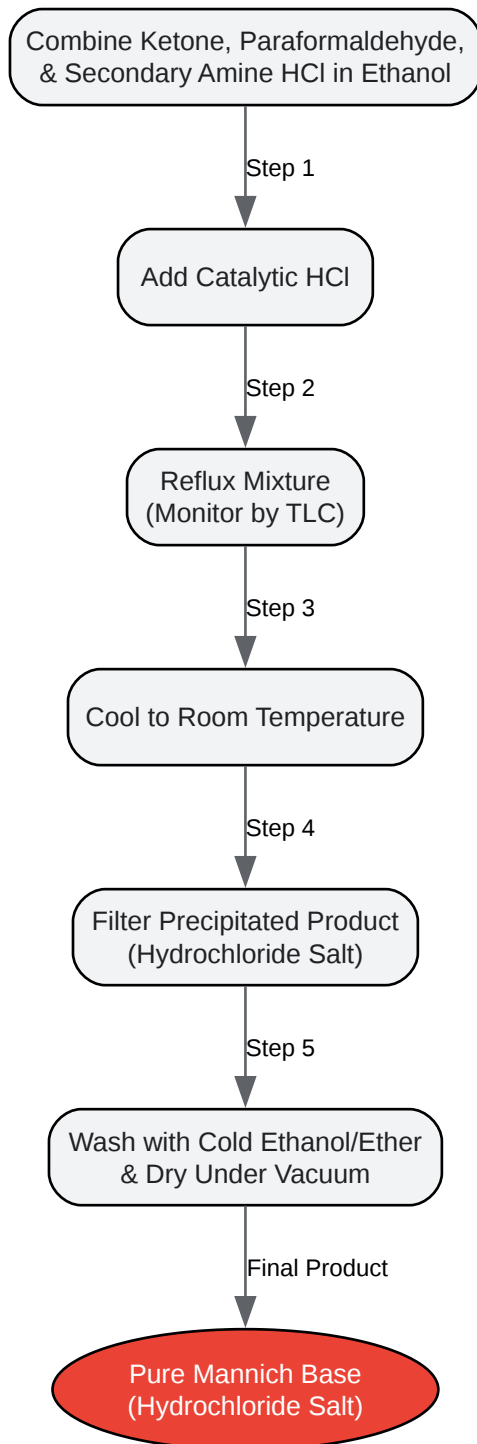 Combine Ketone, Paraformaldehyde,
& Secondary Amine HCl in Ethanol
Step 1
Add Catalytic HCl
Step 2
Reflux Mixture
(Monitor by TLC)
Step 3
Cool to Room Temperature
Step 4
Filter Precipitated Product
(Hydrochloride Salt)
Step 5
Wash with Cold Ethanol/Ether
& Dry Under Vacuum
Final Product
Pure Mannich Base
(Hydrochloride Salt)